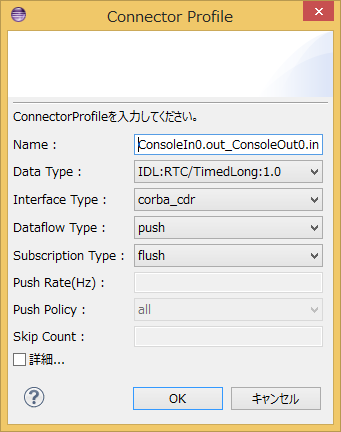 Connector Profile
ConnectorProfileを入力してください。
Name : ConsoleIn0.out_ConsoleOut0.in
Data Type : IDL:RTC/TimedLong:1.0
Interface Type : corba_cdr
Dataflow Type : push
Subscription Type : flush
Push Rate(Hz) :
Push Policy : all
Skip Count :
詳細...
? OK キャンセル